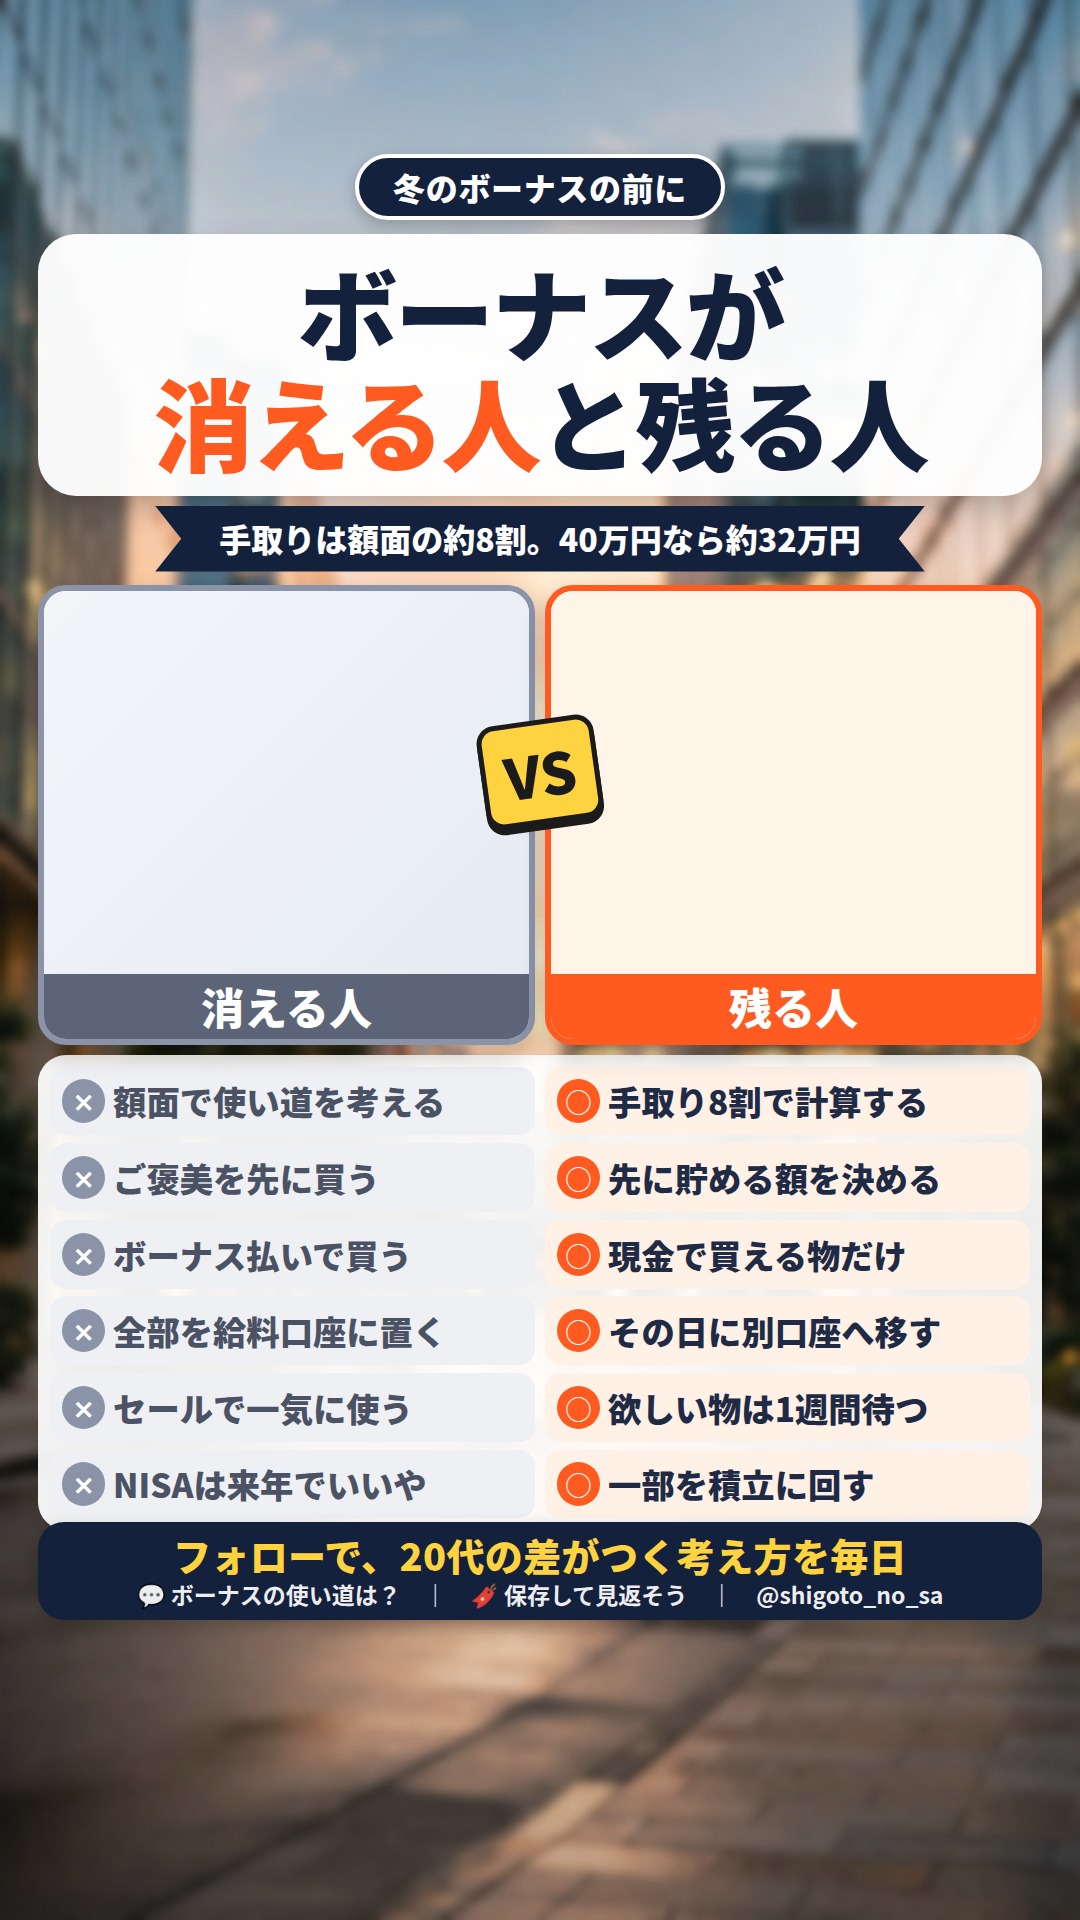 冬のボーナスの前に
ボーナスが
消える人と残る人
手取りは額面の約8割。40万円なら約32万円
VS
消える人
残る人
× 額面で使い道を考える
○ 手取り8割で計算する
× ご褒美を先に買う
○ 先に貯める額を決める
× ボーナス払いで買う
○ 現金で買える物だけ
× 全部を給料口座に置く
○ その日に別口座へ移す
× セールで一気に使う
○ 欲しい物は1週間待つ
× NISAは来年でいいや
○ 一部を積立に回す
フォローで、20代の差がつく考え方を毎日
💬 ボーナスの使い道は？ ｜ 🔖 保存して見返そう ｜ @shigoto_no_sa